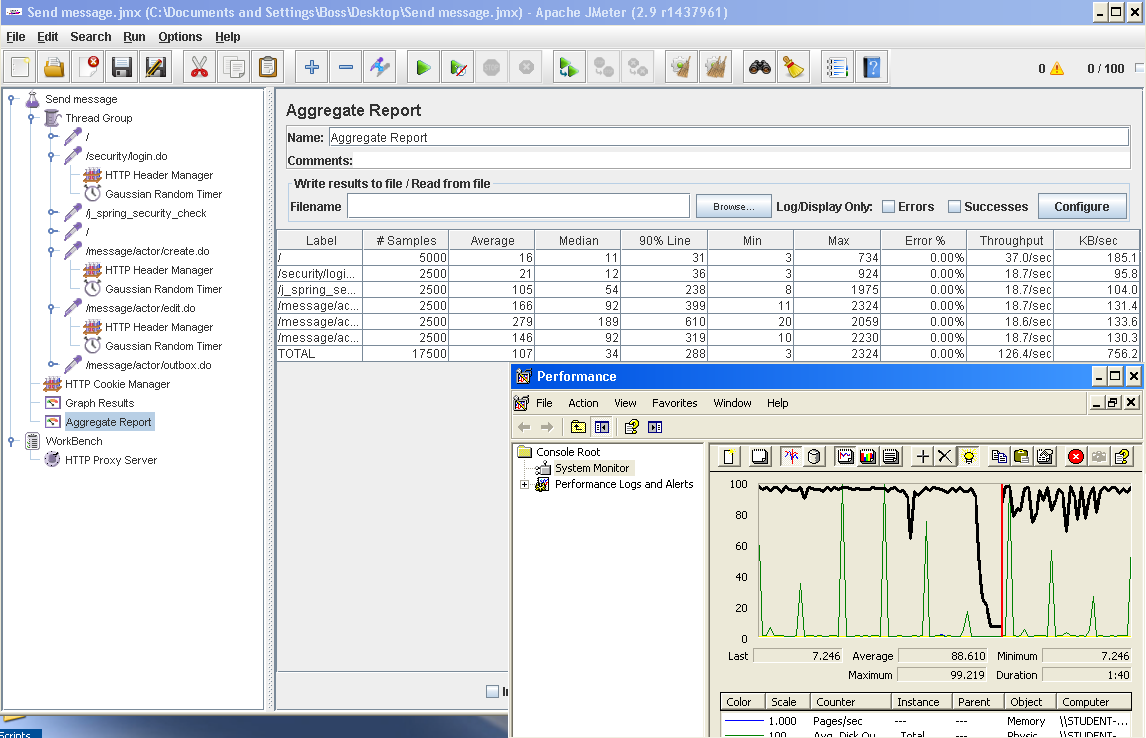 Send message.jmx (C:\Documents and Settings\Boss\Desktop\Send message.jmx) - Apache JMeter (2.9 r1437961)
File Edit Search Run Options Help
0 0 / 100
Send message
Thread Group
/
/security/login.do
HTTP Header Manager
Gaussian Random Timer
/j_spring_security_check
/
/message/actor/create.do
HTTP Header Manager
Gaussian Random Timer
/message/actor/edit.do
HTTP Header Manager
Gaussian Random Timer
/message/actor/outbox.do
HTTP Cookie Manager
Graph Results
Aggregate Report
WorkBench
HTTP Proxy Server
Aggregate Report
Name: Aggregate Report
Comments:
Write results to file / Read from file
Filename Browse... Log/Display Only: Errors Successes Configure
Label # Samples Average Median 90% Line Min Max Error % Throughput KB/sec
/ 5000 16 11 31 3 734 0.00% 37.0/sec 185.1
/security/logi... 2500 21 12 36 3 924 0.00% 18.7/sec 95.8
/j_spring_se... 2500 105 54 238 8 1975 0.00% 18.7/sec 104.0
/message/ac... 2500 166 92 399 11 2324 0.00% 18.7/sec 131.4
/message/ac... 2500 279 189 610 20 2059 0.00% 18.6/sec 133.6
/message/ac... 2500 146 92 319 10 2230 0.00% 18.7/sec 130.3
TOTAL 17500 107 34 288 3 2324 0.00% 126.4/sec 756.2
Performance
File Action View Favorites Window Help
Console Root
System Monitor
Performance Logs and Alerts
100
80
60
40
20
0
Last 7.246 Average 88.610 Minimum 7.246
Maximum 99.219 Duration 1:40
Color Scale Counter Instance Parent Object Computer
1.000 Pages/sec --- --- Memory \\STUDENT-...
100 Avg. Disk Qu... _Total --- Physic... \\STUDENT-...
Scripts